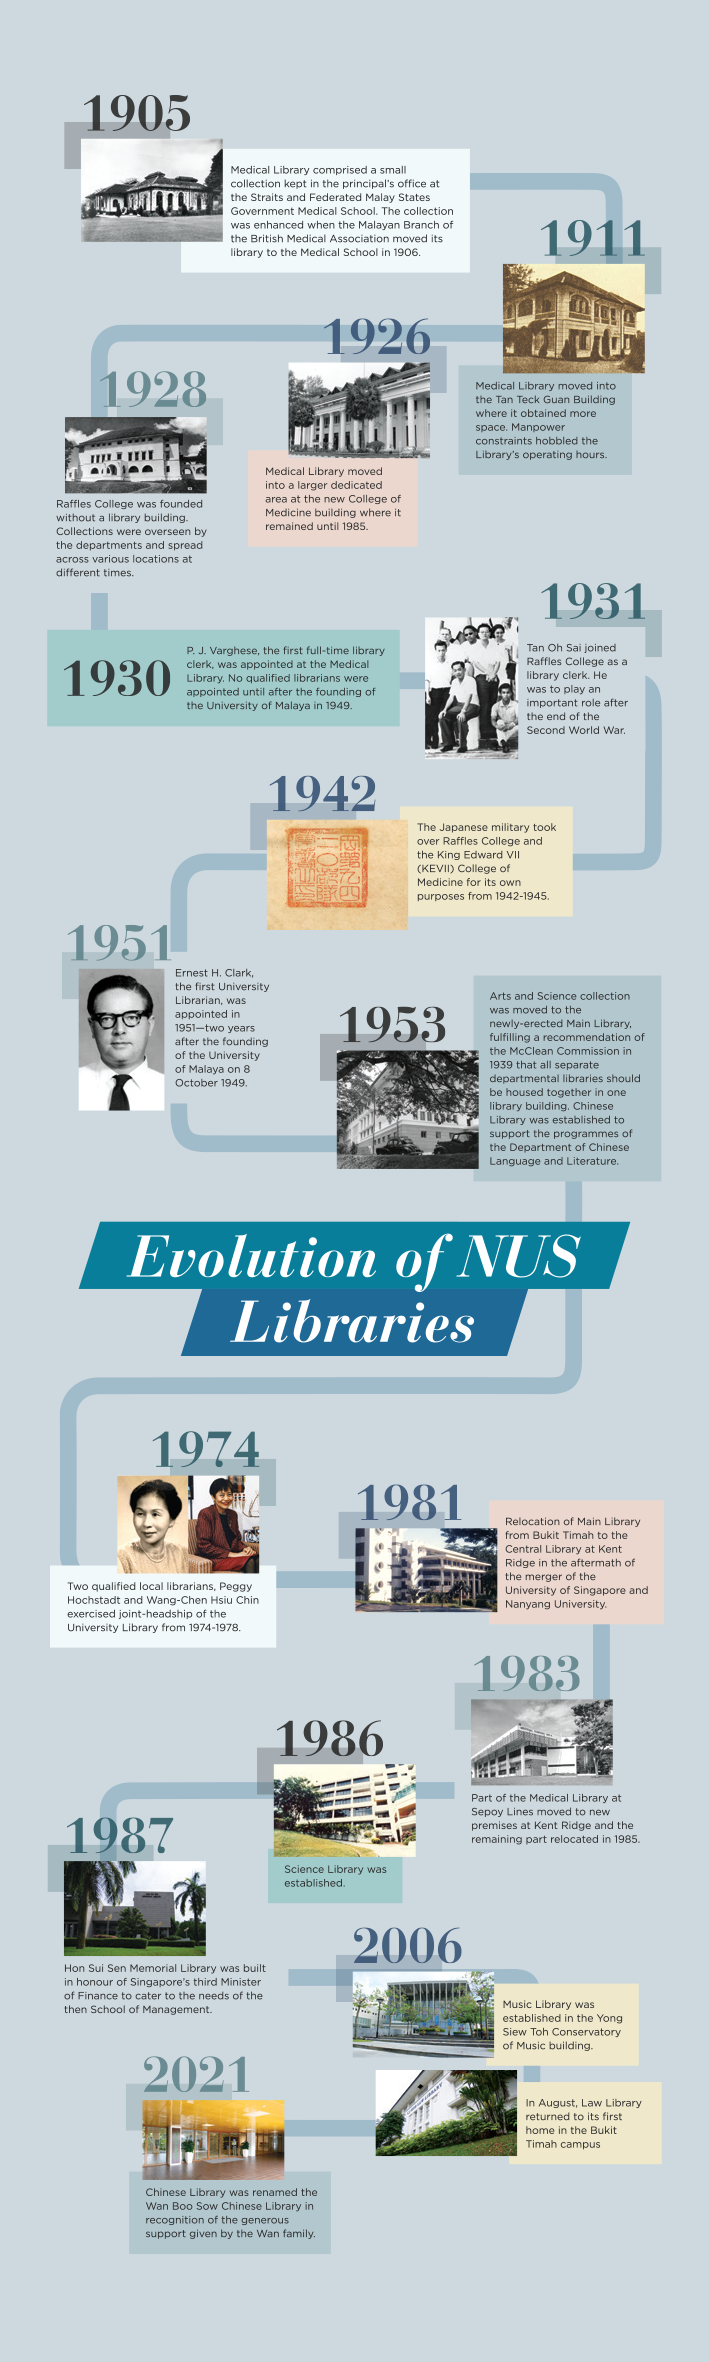 1905
Medical Library comprised a small
collection kept in the principal's office at
the Straits and Federated Malay States
Government Medical School. The collection
was enhanced when the Malayan Branch of
the British Medical Association moved its
library to the Medical School in 1906.
1911
Medical Library moved into
the Tan Teck Guan Building
where it obtained more
space. Manpower
constraints hobbled the
Library's operating hours.
1926
Medical Library moved
into a larger dedicated
area at the new College of
Medicine building where it
remained until 1985.
1928
Raffles College was founded
without a library building.
Collections were overseen by
the departments and spread
across various locations at
different times.
1930
P. J. Varghese, the first full-time library
clerk, was appointed at the Medical
Library. No qualified librarians were
appointed until after the founding of
the University of Malaya in 1949.
1931
Tan Oh Sai joined
Raffles College as a
library clerk. He
was to play an
important role after
the end of the
Second World War.
1942
The Japanese military took
over Raffles College and
the King Edward VII
(KEVII) College of
Medicine for its own
purposes from 1942-1945.
1951
Ernest H. Clark,
the first University
Librarian, was
appointed in
1951—two years
after the founding
of the University
of Malaya on 8
October 1949.
1953
Arts and Science collection
was moved to the
newly-erected Main Library,
fulfilling a recommendation of
the McClean Commission in
1939 that all separate
departmental libraries should
be housed together in one
library building. Chinese
Library was established to
support the programmes of
the Department of Chinese
Language and Literature.
Evolution of NUS
Libraries
1974
Two qualified local librarians, Peggy
Hochstadt and Wang-Chen Hsiu Chin
exercised joint-headship of the
University Library from 1974-1978.
1981
Relocation of Main Library
from Bukit Timah to the
Central Library at Kent
Ridge in the aftermath of
the merger of the
University of Singapore and
Nanyang University.
1983
Part of the Medical Library at
Sepoy Lines moved to new
premises at Kent Ridge and the
remaining part relocated in 1985.
1986
Science Library was
established.
1987
Hon Sui Sen Memorial Library was built
in honour of Singapore's third Minister
of Finance to cater to the needs of the
then School of Management.
2006
Music Library was
established in the Yong
Siew Toh Conservatory
of Music building.
In August, Law Library
returned to its first
home in the Bukit
Timah campus
2021
Chinese Library was renamed the
Wan Boo Sow Chinese Library in
recognition of the generous
support given by the Wan family.